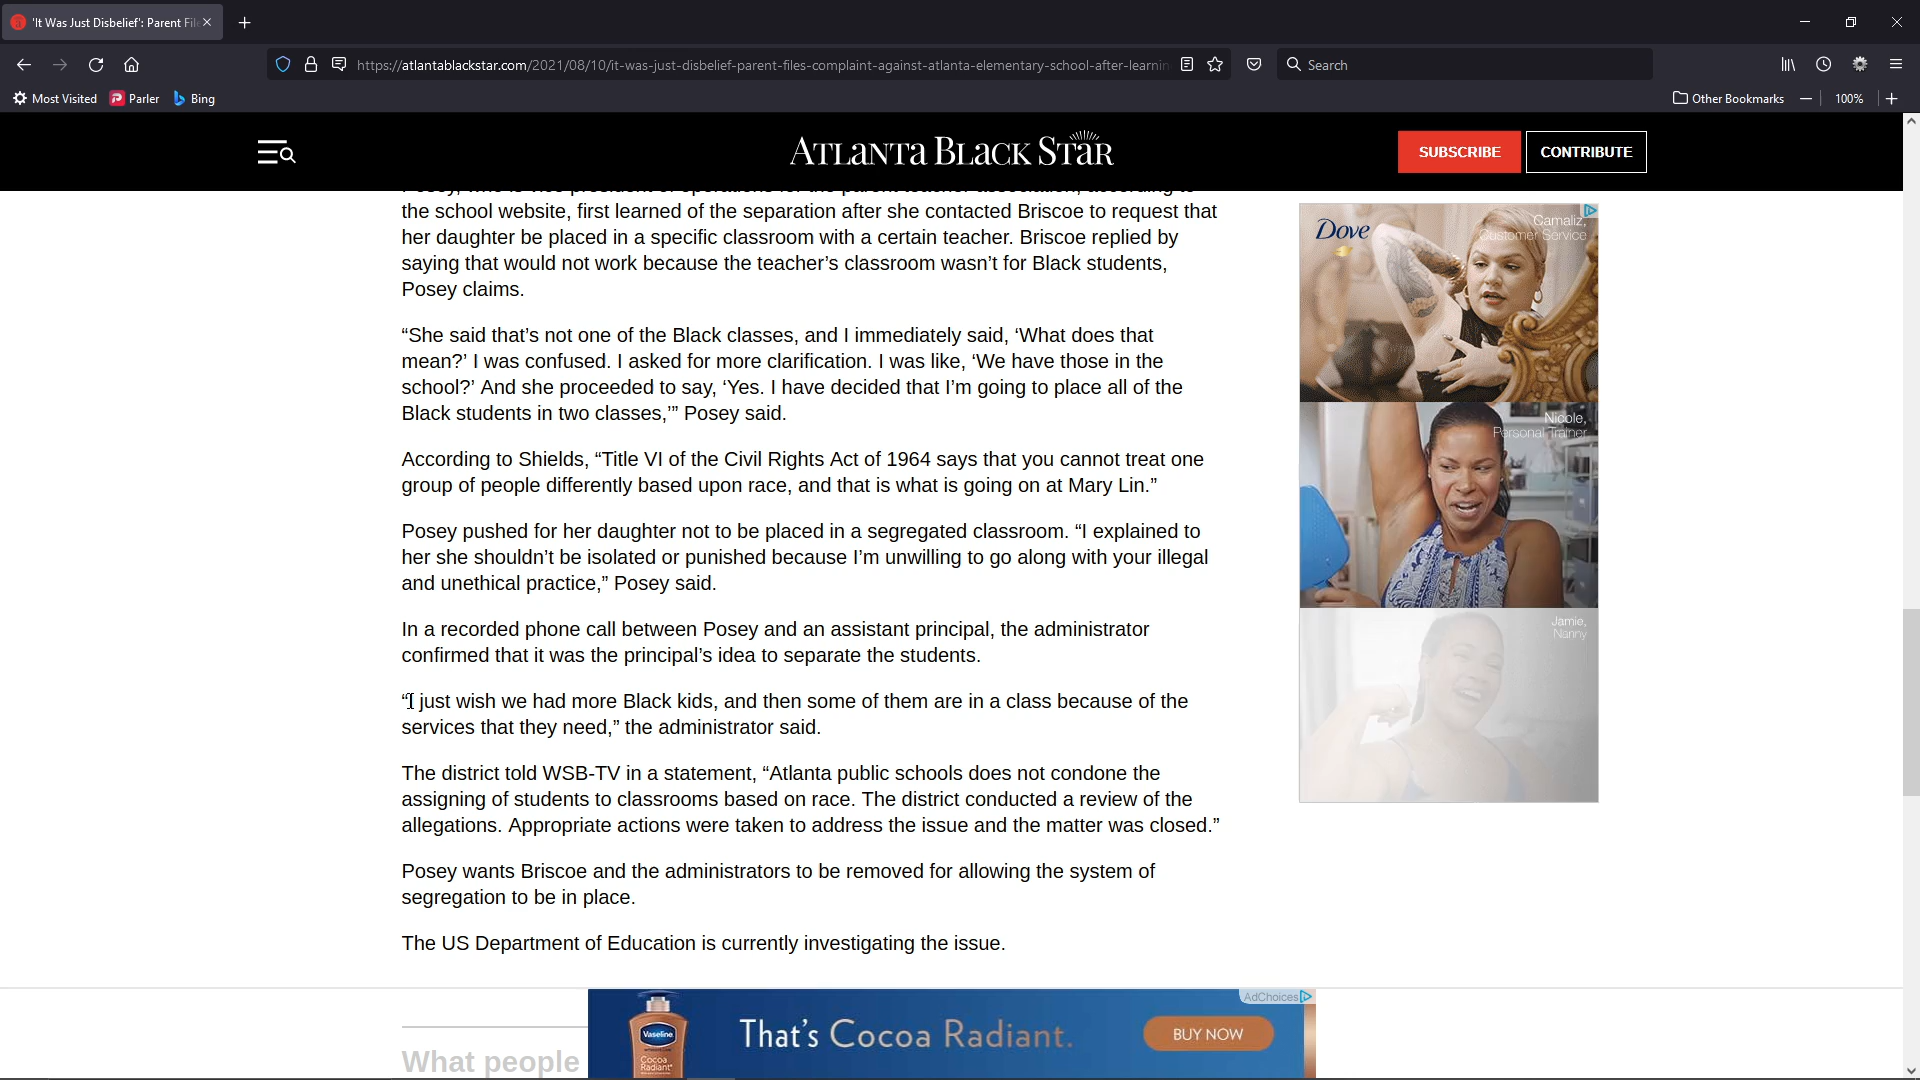 'It Was Just Disbelief': Parent File
https://atlantablackstar.com/2021/08/10/it-was-just-disbelief-parent-files-complaint-against-atlanta-elementary-school-after-learnin
Search
Most Visited
Parler
Bing
Other Bookmarks
100%
ATLANTA BLACK STAR
SUBSCRIBE
CONTRIBUTE
Posey, who is vice president of operations for the parent teacher association, according to
the school website, first learned of the separation after she contacted Briscoe to request that
her daughter be placed in a specific classroom with a certain teacher. Briscoe replied by
saying that would not work because the teacher’s classroom wasn’t for Black students,
Posey claims.
“She said that’s not one of the Black classes, and I immediately said, ‘What does that
mean?’ I was confused. I asked for more clarification. I was like, ‘We have those in the
school?’ And she proceeded to say, ‘Yes. I have decided that I’m going to place all of the
Black students in two classes,’” Posey said.
According to Shields, “Title VI of the Civil Rights Act of 1964 says that you cannot treat one
group of people differently based upon race, and that is what is going on at Mary Lin.”
Posey pushed for her daughter not to be placed in a segregated classroom. “I explained to
her she shouldn’t be isolated or punished because I’m unwilling to go along with your illegal
and unethical practice,” Posey said.
In a recorded phone call between Posey and an assistant principal, the administrator
confirmed that it was the principal’s idea to separate the students.
“I just wish we had more Black kids, and then some of them are in a class because of the
services that they need,” the administrator said.
The district told WSB-TV in a statement, “Atlanta public schools does not condone the
assigning of students to classrooms based on race. The district conducted a review of the
allegations. Appropriate actions were taken to address the issue and the matter was closed.”
Posey wants Briscoe and the administrators to be removed for allowing the system of
segregation to be in place.
The US Department of Education is currently investigating the issue.
What people
Dove
Camaliz,
Customer Service
Nicole,
Personal Trainer
Jamie,
Nanny
Vaseline
Cocoa
Radiant
That's Cocoa Radiant.
BUY NOW
AdChoices